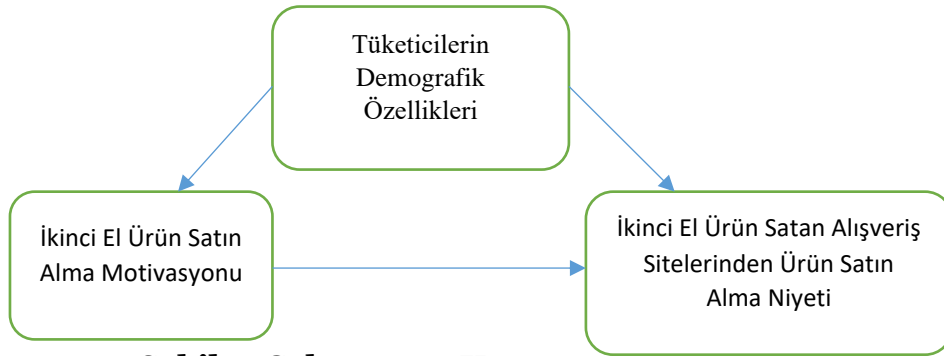 Tüketicilerin
Demografik
Özellikleri
İkinci El Ürün Satın
Alma Motivasyonu
İkinci El Ürün Satan Alışveriş
Sitelerinden Ürün Satın
Alma Niyeti